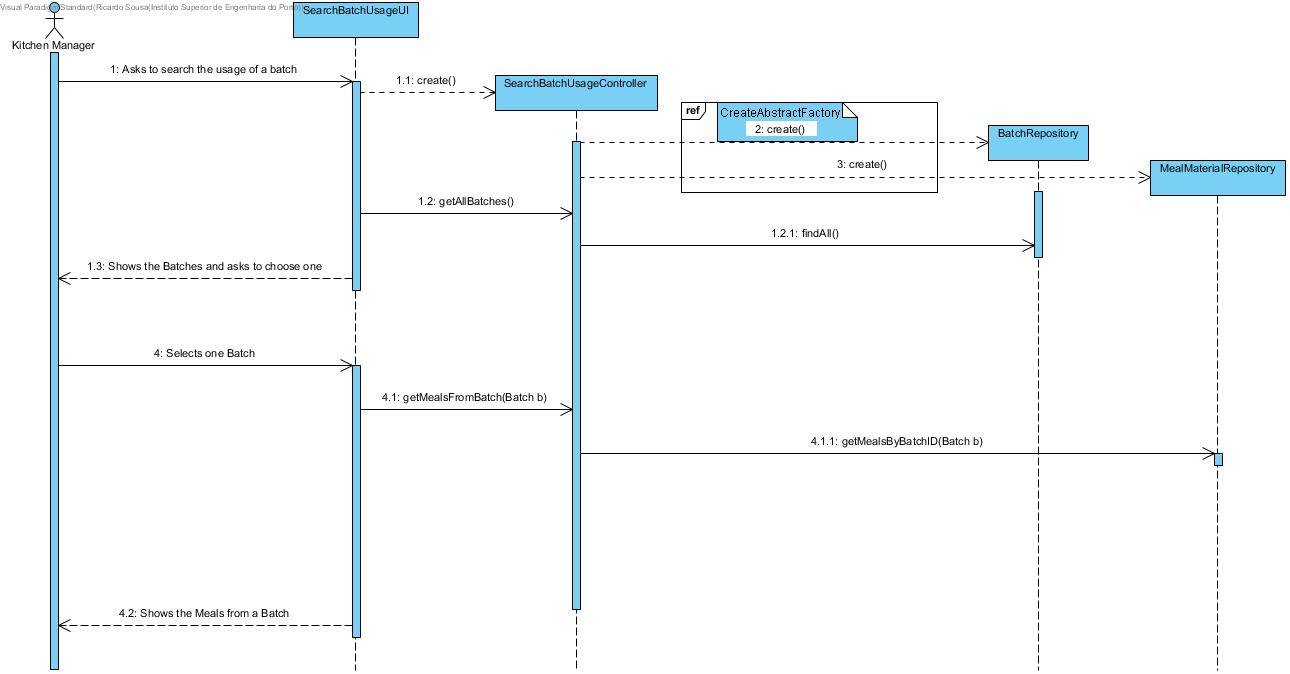 Visual Paradigm Standard(Ricardo Sousa(Instituto Superior de Engenharia do Porto))
SearchBatchUsageUI
Kitchen Manager
1: Asks to search the usage of a batch
1.1: create()
SearchBatchUsageController
ref
CreateAbstractFactory
2: create()
BatchRepository
3: create()
MealMaterialRepository
1.2: getAllBatches()
1.2.1: findAll()
1.3: Shows the Batches and asks to choose one
4: Selects one Batch
4.1: getMealsFromBatch(Batch b)
4.1.1: getMealsByBatchID(Batch b)
4.2: Shows the Meals from a Batch